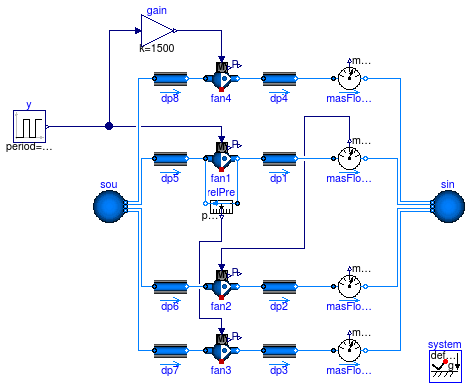 gain
k=1500
P
m...
dp8
fan4
dp4
masFlo...
y
period=...
P
m...
dp5
fan1
dp1
masFlo...
relPre
p...
sou
sin
P
m...
dp6
fan2
dp2
masFlo...
P
m...
dp7
fan3
dp3
masFlo...
system
def...
g